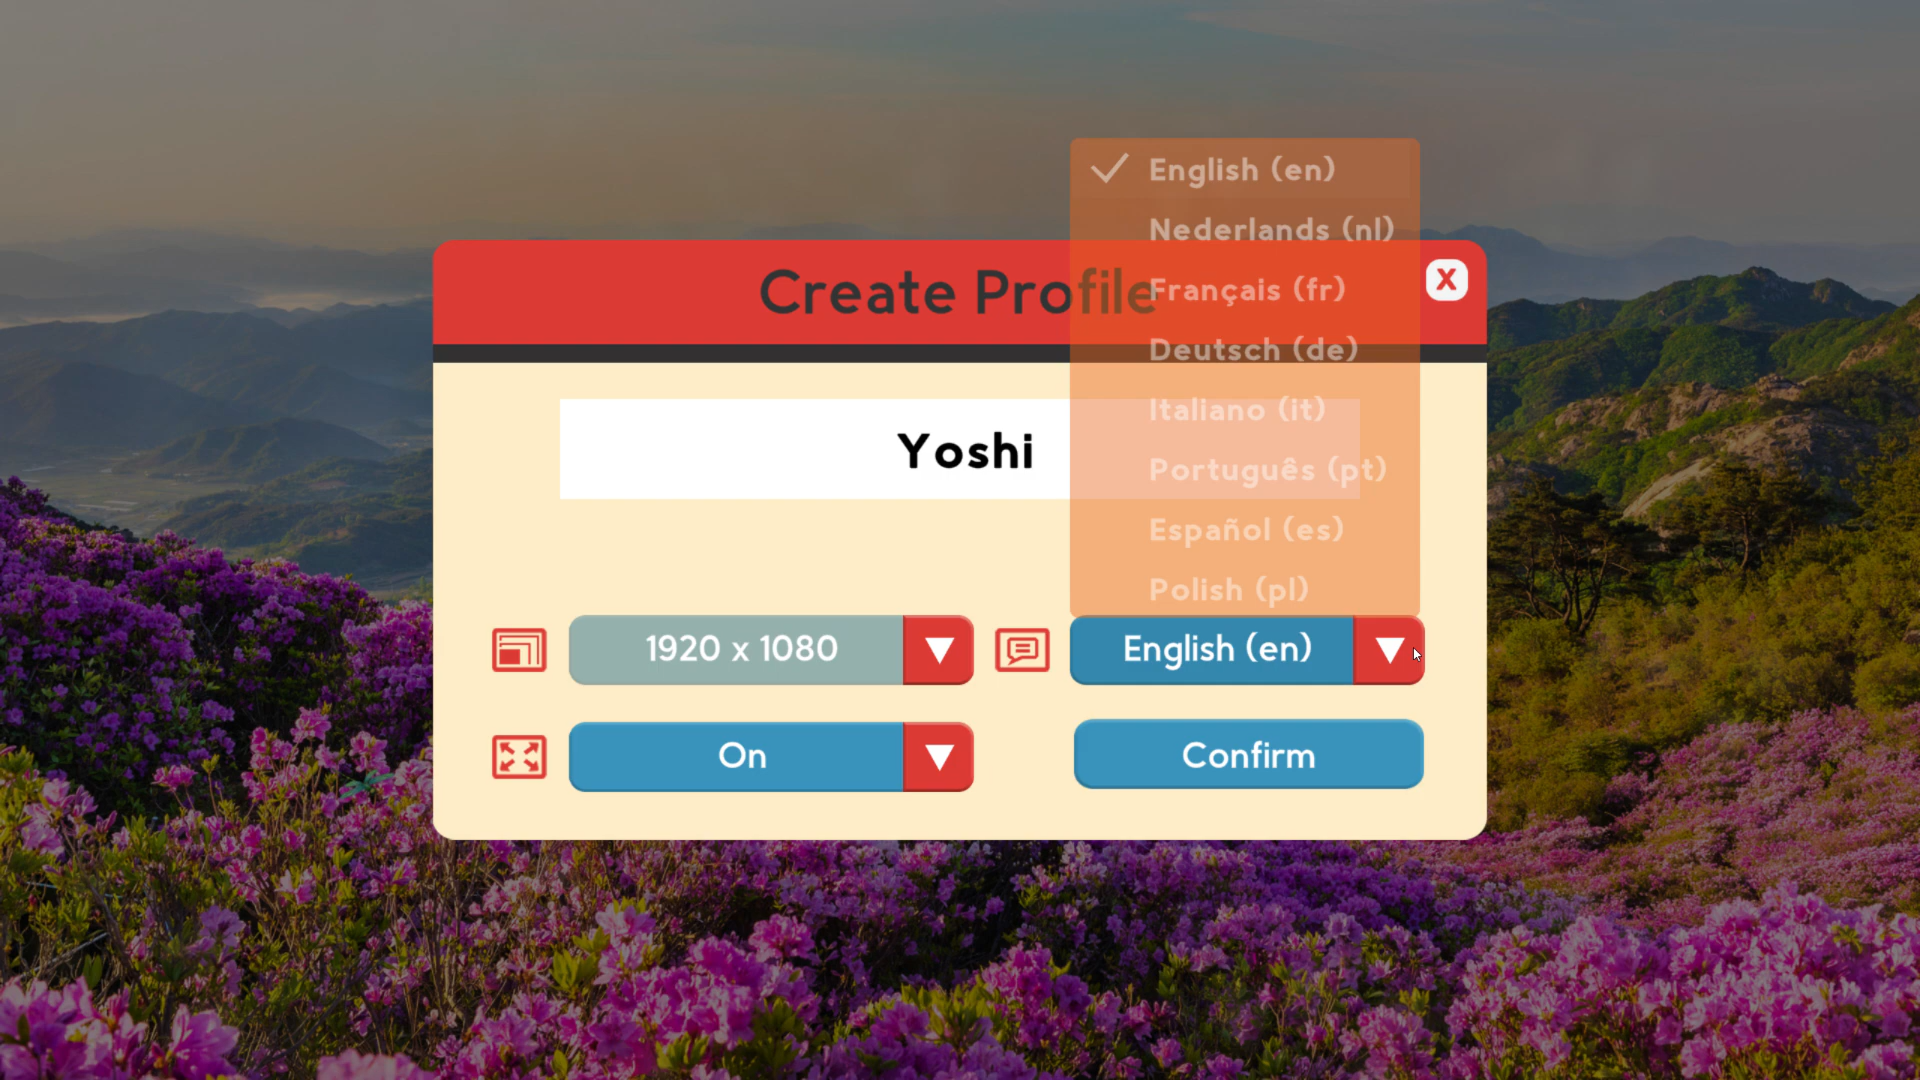 English (en)
Nederlands (nl)
Create Profile
X
Français (fr)
Deutsch (de)
Italiano (it)
Yoshi
Português (pt)
Español (es)
Polish (pl)
1920 x 1080
English (en)
On
Confirm